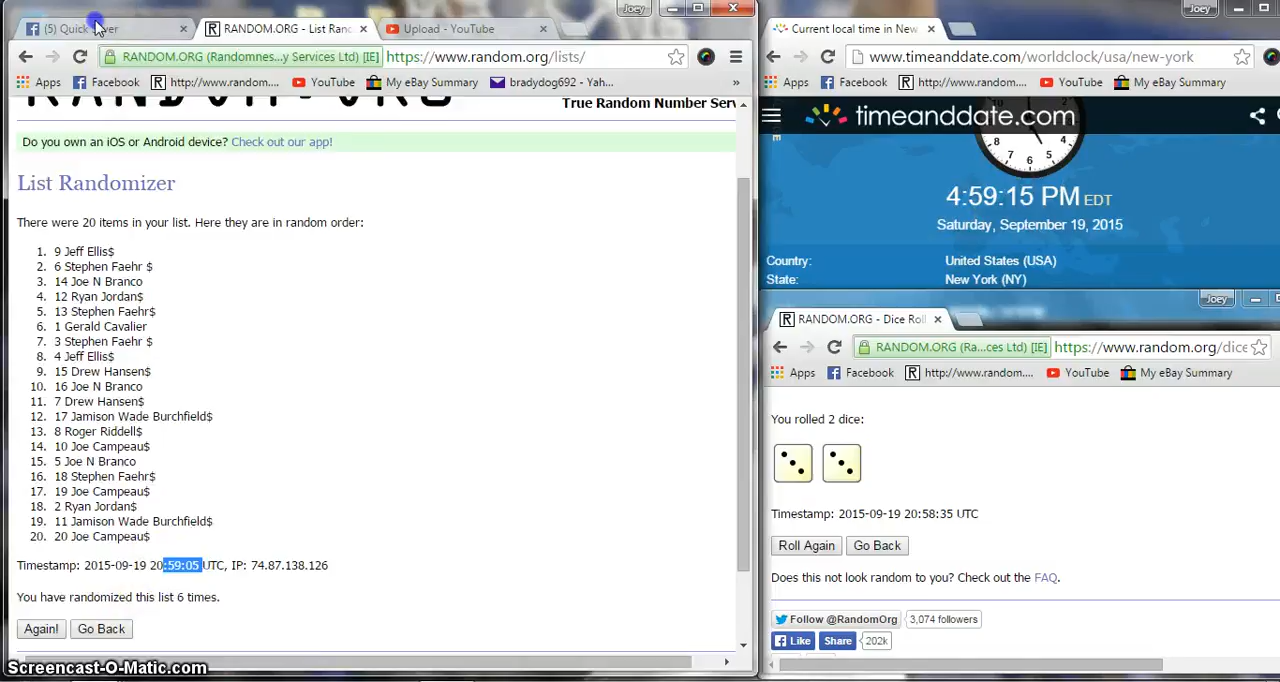 (5) Quick
RANDOM.ORG - List Ran
Upload - YouTube
Joey
RANDOM.ORG (Randomnes...y Services Ltd) [IE]
https://www.random.org/lists/
Apps
Facebook
http://www.random....
YouTube
My eBay Summary
bradydog692 - Yah...
»
RANDOM.ORG
True Random Number Serv
Do you own an iOS or Android device? Check out our app!
List Randomizer
There were 20 items in your list. Here they are in random order:
1. 9 Jeff Ellis$
2. 6 Stephen Faehr $
3. 14 Joe N Branco
4. 12 Ryan Jordan$
5. 13 Stephen Faehr$
6. 1 Gerald Cavalier
7. 3 Stephen Faehr $
8. 4 Jeff Ellis$
9. 15 Drew Hansen$
10. 16 Joe N Branco
11. 7 Drew Hansen$
12. 17 Jamison Wade Burchfield$
13. 8 Roger Riddell$
14. 10 Joe Campeau$
15. 5 Joe N Branco
16. 18 Stephen Faehr$
17. 19 Joe Campeau$
18. 2 Ryan Jordan$
19. 11 Jamison Wade Burchfield$
20. 20 Joe Campeau$
Timestamp: 2015-09-19 20:59:05 UTC, IP: 74.87.138.126
You have randomized this list 6 times.
Again!
Go Back
Screencast-O-Matic.com
Joey
Current local time in New
www.timeanddate.com/worldclock/usa/new-york
Apps
Facebook
http://www.random....
YouTube
My eBay Summary
timeanddate.com
10
8
7
6
5
4
4:59:15 PM EDT
Saturday, September 19, 2015
Country: United States (USA)
State: New York (NY)
Joey
RANDOM.ORG - Dice Roll
RANDOM.ORG (Ra...ces Ltd) [IE]
https://www.random.org/dice
Apps
Facebook
http://www.random....
YouTube
My eBay Summary
You rolled 2 dice:
Timestamp: 2015-09-19 20:58:35 UTC
Roll Again
Go Back
Does this not look random to you? Check out the FAQ.
Follow @RandomOrg
3,074 followers
Like
Share
202k